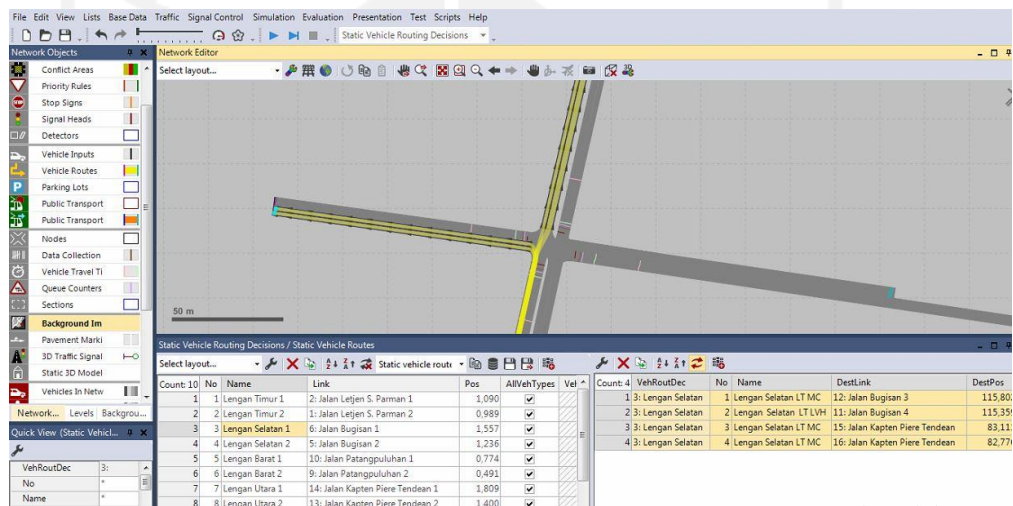 File Edit View Lists Base Data Traffic Signal Control Simulation Evaluation Presentation Test Scripts Help
Static Vehicle Routing Decisions
Network Objects
Conflict Areas
Priority Rules
Stop Signs
Signal Heads
Detectors
Vehicle Inputs
Vehicle Routes
Parking Lots
Public Transport
Public Transport
Nodes
Data Collection
Vehicle Travel Ti
Queue Counters
Sections
Background Im
Pavement Marki
3D Traffic Signal
Static 3D Model
Vehicles In Netw
Network... Levels Backgrou...
Quick View (Static Vehicl...
VehRoutDec 3:
No *
Name *
Network Editor
Select layout...
50 m
Static Vehicle Routing Decisions / Static Vehicle Routes
Select layout... Static vehicle route
Count: 10 No Name Link Pos AllVehTypes Vel
1 1 Lengan Timur 1 2: Jalan Letjen S. Parman 1 1,090
2 2 Lengan Timur 2 1: Jalan Letjen S. Parman 2 0,989
3 3 Lengan Selatan 1 6: Jalan Bugisan 1 1,557
4 4 Lengan Selatan 2 5: Jalan Bugisan 2 1,236
5 5 Lengan Barat 1 10: Jalan Patangpuluhan 1 0,774
6 6 Lengan Barat 2 9: Jalan Patangpuluhan 2 0,491
7 7 Lengan Utara 1 14: Jalan Kapten Piere Tendean 1 1,809
8 8 Lengan Utara 2 13: Jalan Kapten Piere Tendean 2 1,400
Count: 4 VehRoutDec No Name DestLink DestPos
1 3: Lengan Selatan 1 Lengan Selatan LT MC 12: Jalan Bugisan 3 115,802
2 3: Lengan Selatan 2 Lengan Selatan LT LVH 11: Jalan Bugisan 4 115,359
3 3: Lengan Selatan 3 Lengan Selatan LT MC 15: Jalan Kapten Piere Tendean 83,11
4 3: Lengan Selatan 4 Lengan Selatan LT MC 16: Jalan Kapten Piere Tendean 82,77